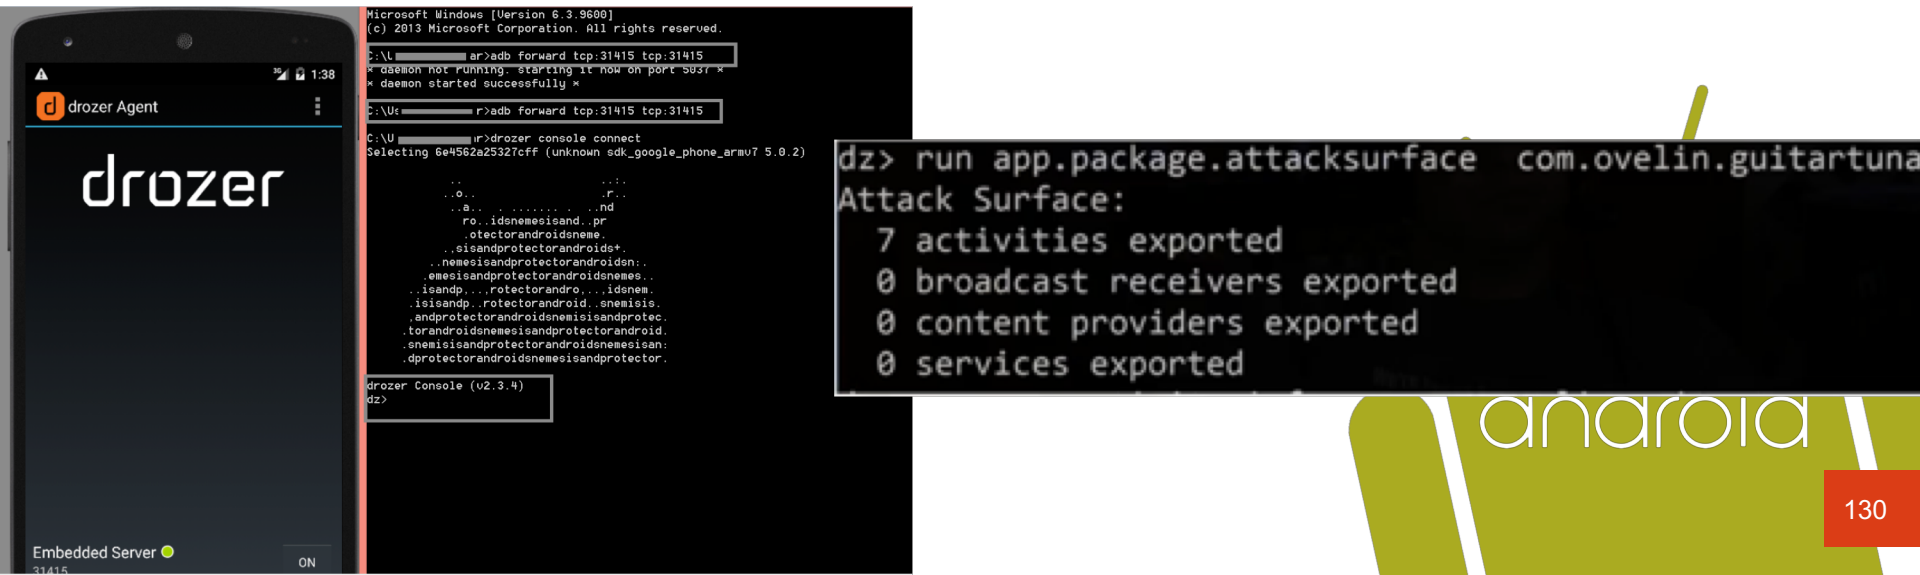 1:38
drozer Agent
drozer
Embedded Server
31415
ON
Microsoft Windows [Version 6.3.9600]
(c) 2013 Microsoft Corporation. All rights reserved.
C:\U ar>adb forward tcp:31415 tcp:31415
* daemon not running. starting it now on port 5037 *
* daemon started successfully *
C:\Us r>adb forward tcp:31415 tcp:31415
C:\U r>drozer console connect
Selecting 6e4562a25327cff (unknown sdk_google_phone_armv7 5.0.2)
.. ..:.
..o.. .r..
..a.. . ....... . ..nd
ro..idsnemesisand..pr
.otectorandroidsneme.
.,sisandprotectorandroids+.
..nemesisandprotectorandroidsn:.
.emesisandprotectorandroidsnemes..
..isandp,..,rotectorandro,..,idsnem.
.isisandp..rotectorandroid..snemisis.
,andprotectorandroidsnemisisandprotec.
.torandroidsnemesisandprotectorandroid.
.snemisisandprotectorandroidsnemesisan:
.dprotectorandroidsnemesisandprotector.
drozer Console (v2.3.4)
dz>
dz> run app.package.attacksurface com.ovelin.guitartuna
Attack Surface:
7 activities exported
0 broadcast receivers exported
0 content providers exported
0 services exported
android
130